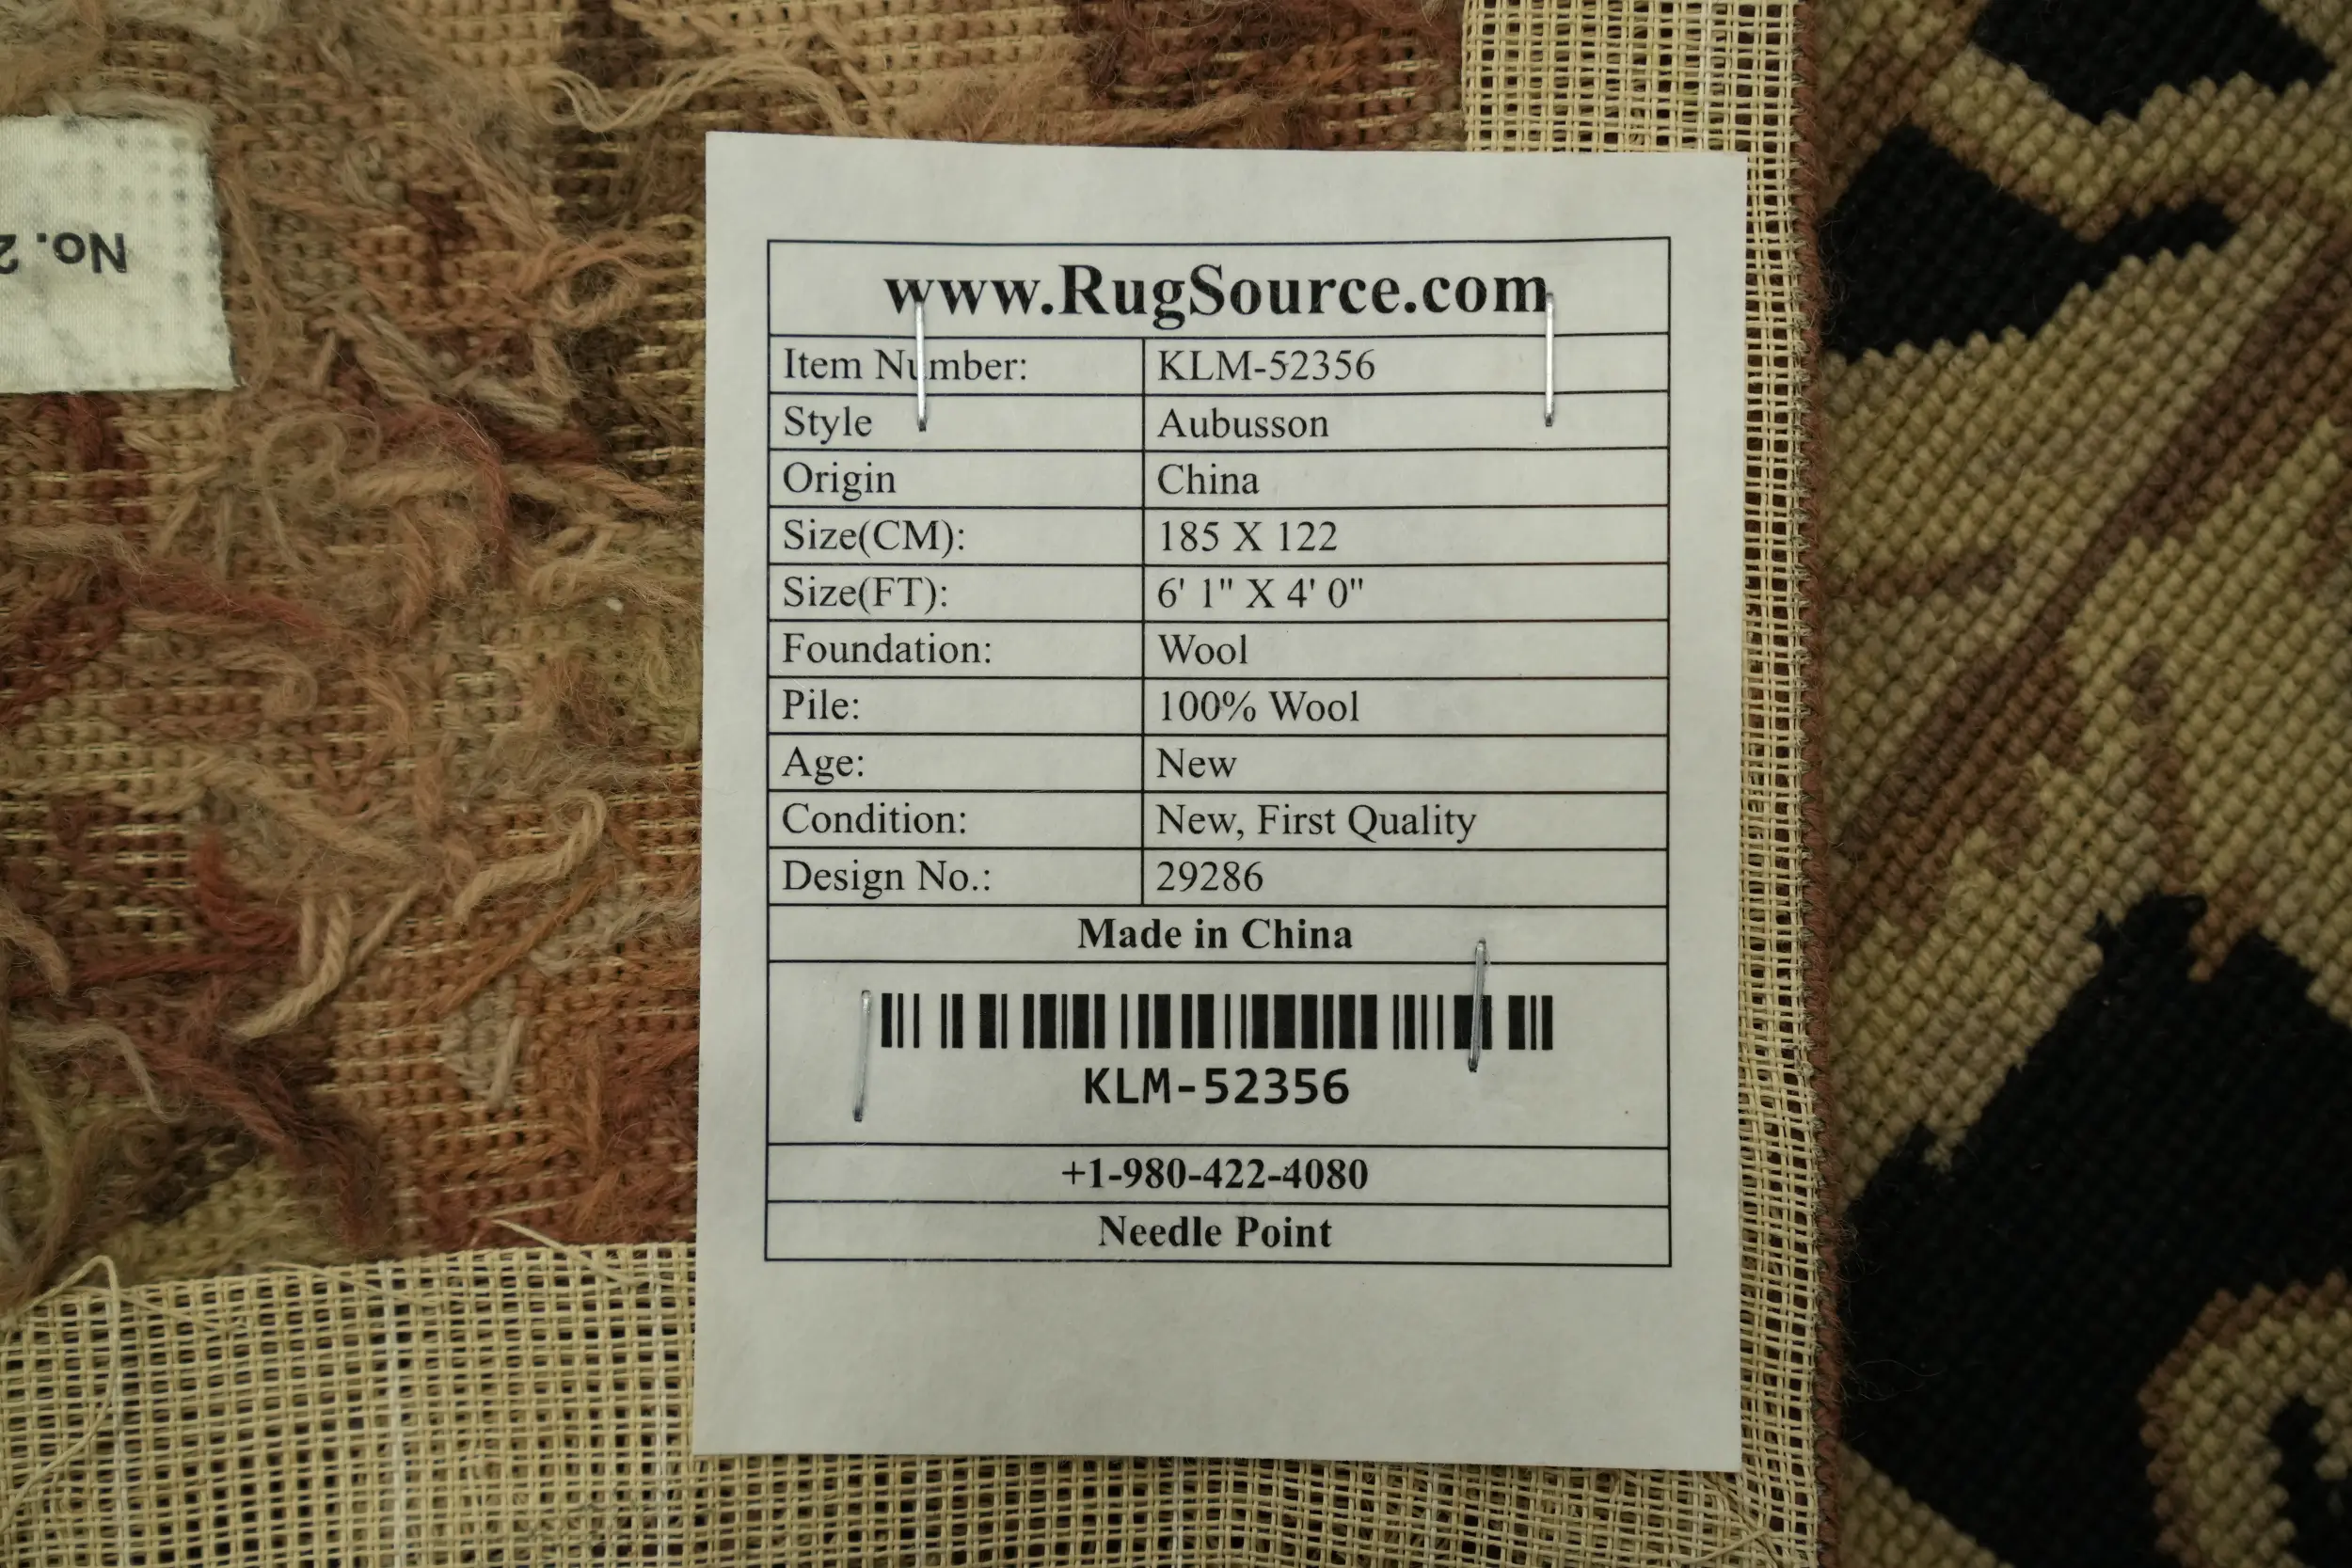 No. 2
www.RugSource.com
Item Number: KLM-52356
Style Aubusson
Origin China
Size(CM): 185 X 122
Size(FT): 6' 1" X 4' 0"
Foundation: Wool
Pile: 100% Wool
Age: New
Condition: New, First Quality
Design No.: 29286
Made in China
KLM-52356
+1-980-422-4080
Needle Point